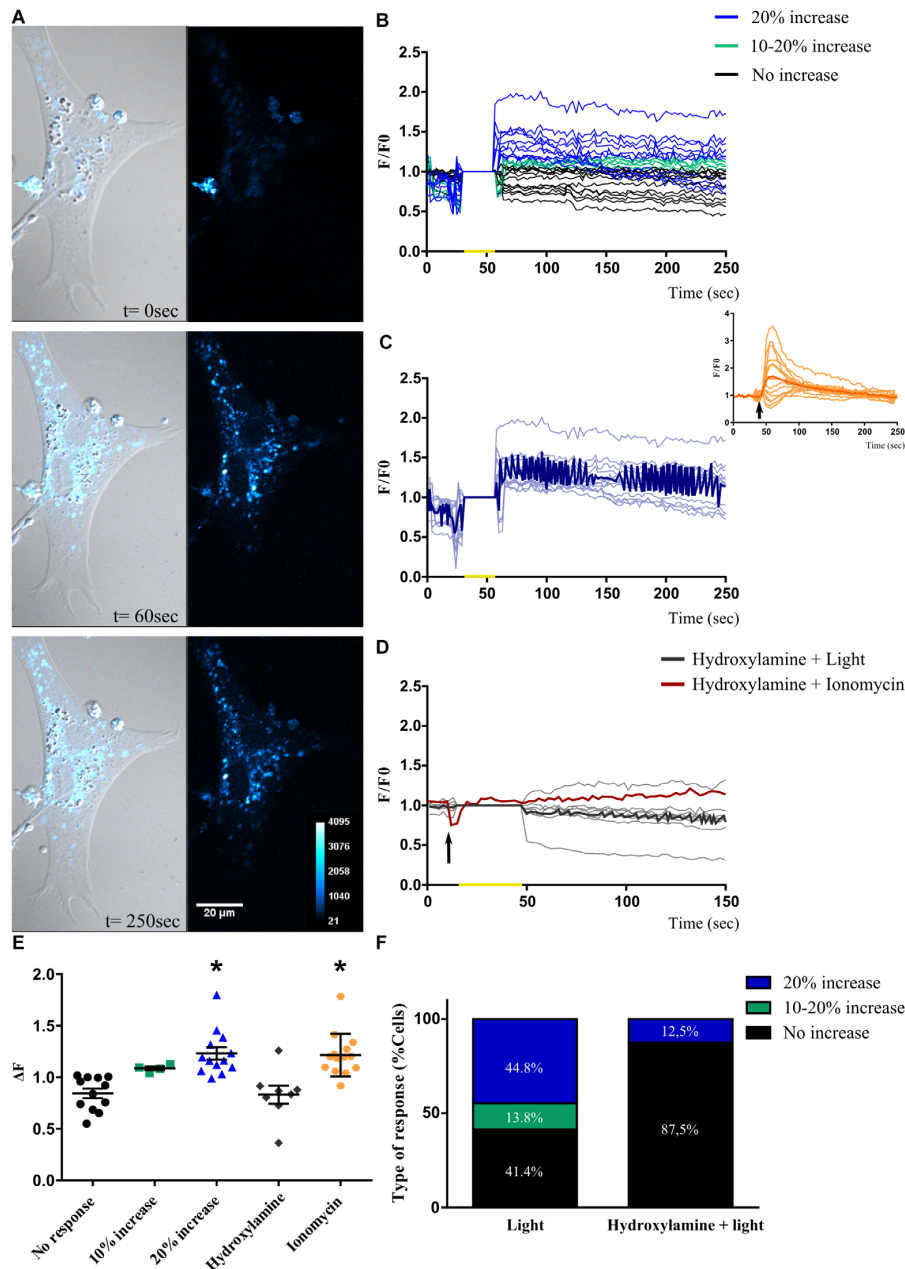 A
t= 0sec
t= 60sec
4095
3076
2058
1040
21
20 µm
t= 250sec
B
20% increase
10-20% increase
No increase
2.5
2.0
1.5
1.0
0.5
0.0
F/F0
0 50 100 150 200 250
Time (sec)
C
2.5
2.0
1.5
1.0
0.5
0.0
F/F0
0 50 100 150 200 250
Time (sec)
4
3
2
1
0
F/F0
0 50 100 150 200 250
Time (sec)
D
Hydroxylamine + Light
Hydroxylamine + Ionomycin
2.5
2.0
1.5
1.0
0.5
0.0
F/F0
0 50 100 150
Time (sec)
E
2.0
1.5
1.0
0.5
0.0
ΔF
* *
No response
10% increase
20% increase
Hydroxylamine
Ionomycin
F
20% increase
10-20% increase
No increase
Type of response (%Cells)
100
50
0
44.8%
13.8%
41.4%
12,5%
87,5%
Light
Hydroxylamine + light